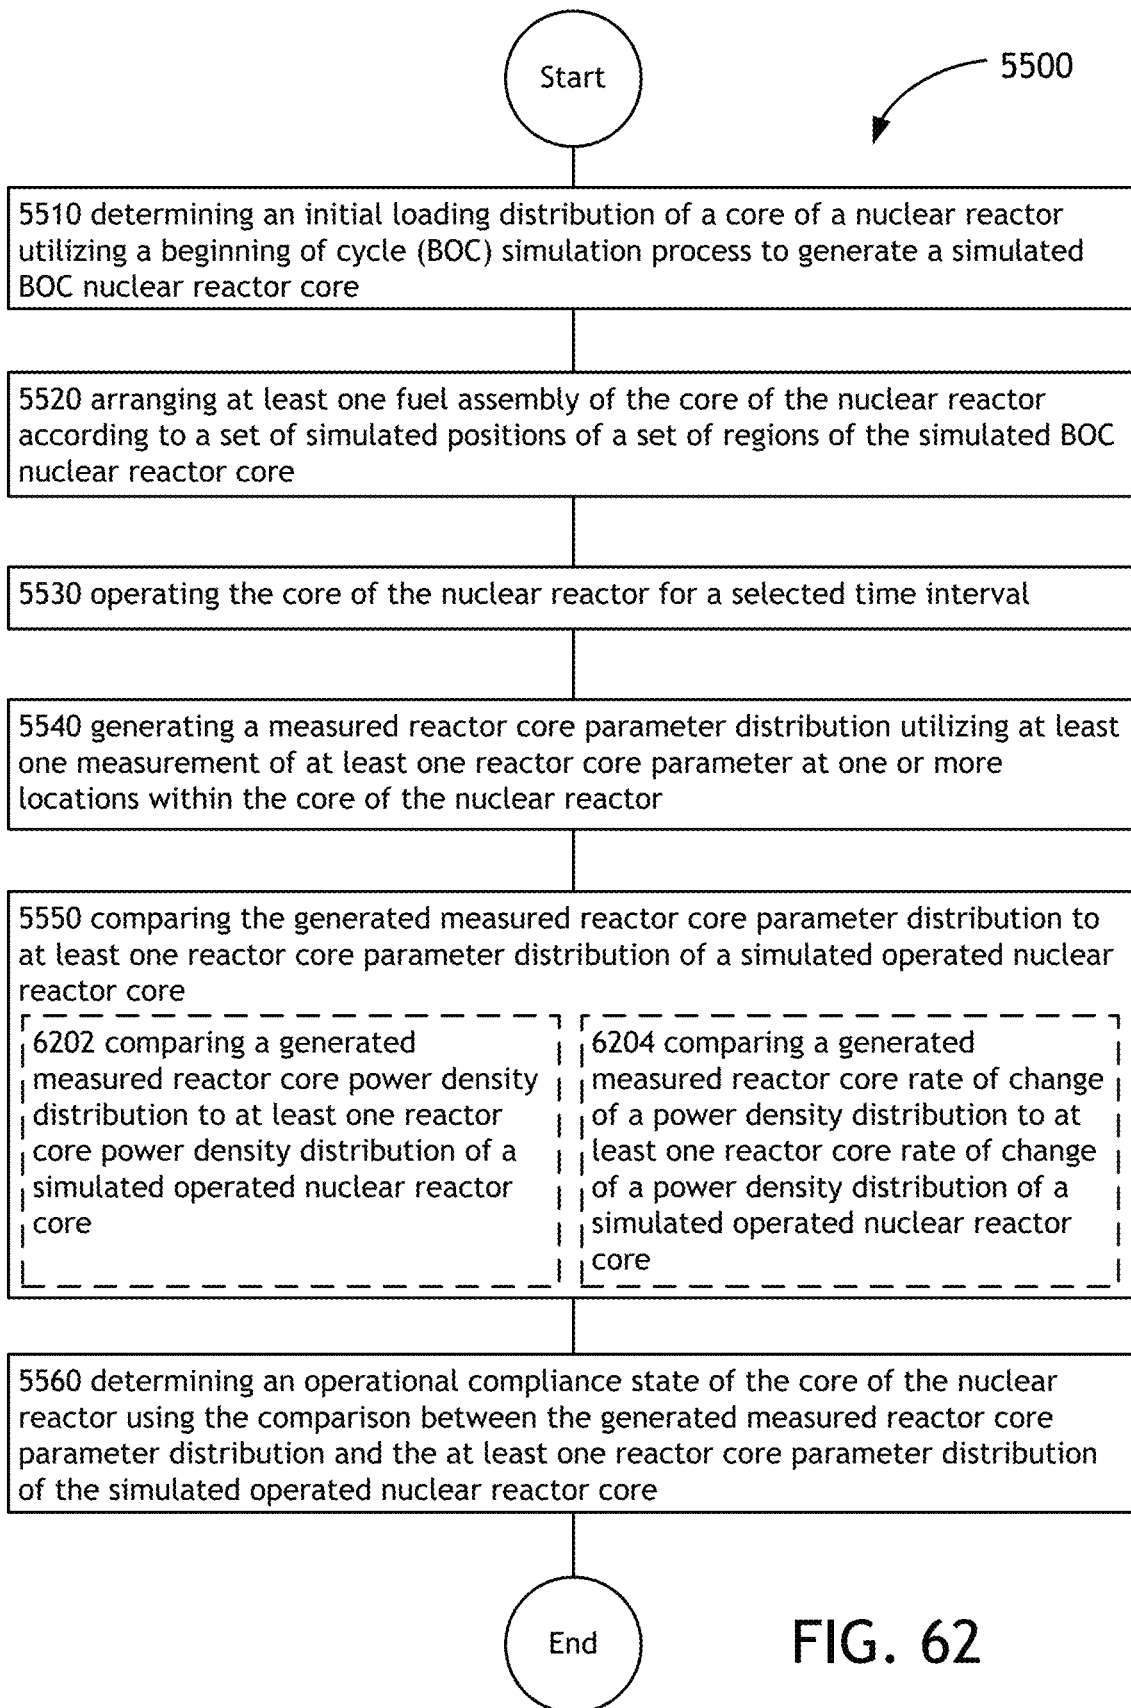 Start
5500
5510 determining an initial loading distribution of a core of a nuclear reactor
utilizing a beginning of cycle (BOC) simulation process to generate a simulated
BOC nuclear reactor core
5520 arranging at least one fuel assembly of the core of the nuclear reactor
according to a set of simulated positions of a set of regions of the simulated BOC
nuclear reactor core
5530 operating the core of the nuclear reactor for a selected time interval
5540 generating a measured reactor core parameter distribution utilizing at least
one measurement of at least one reactor core parameter at one or more
locations within the core of the nuclear reactor
5550 comparing the generated measured reactor core parameter distribution to
at least one reactor core parameter distribution of a simulated operated nuclear
reactor core
6202 comparing a generated
measured reactor core power density
distribution to at least one reactor
core power density distribution of a
simulated operated nuclear reactor
core
6204 comparing a generated
measured reactor core rate of change
of a power density distribution to at
least one reactor core rate of change
of a power density distribution of a
simulated operated nuclear reactor
core
5560 determining an operational compliance state of the core of the nuclear
reactor using the comparison between the generated measured reactor core
parameter distribution and the at least one reactor core parameter distribution
of the simulated operated nuclear reactor core
End
FIG. 62